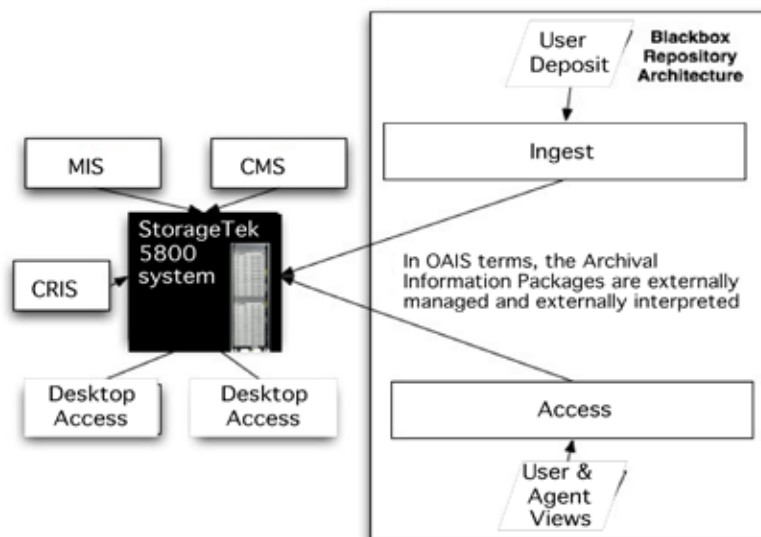 User
Deposit
Blackbox
Repository
Architecture
Ingest
MIS
CMS
StorageTek
5800
system
CRIS
In OAIS terms, the Archival
Information Packages are externally
managed and externally interpreted
Desktop
Access
Desktop
Access
Access
User &
Agent
Views